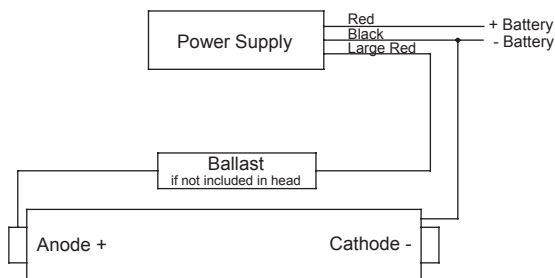 Red
+ Battery
Power Supply
Black
- Battery
Large Red
Ballast
if not included in head
Anode +
Cathode -